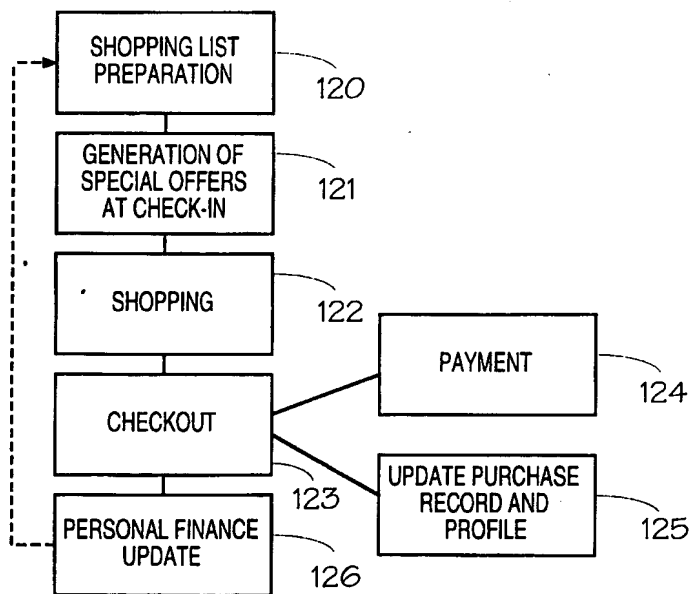 SHOPPING LIST
PREPARATION
120
GENERATION OF
SPECIAL OFFERS
AT CHECK-IN
121
SHOPPING
122
CHECKOUT
123
PAYMENT
124
UPDATE PURCHASE
RECORD AND
PROFILE
125
PERSONAL FINANCE
UPDATE
126